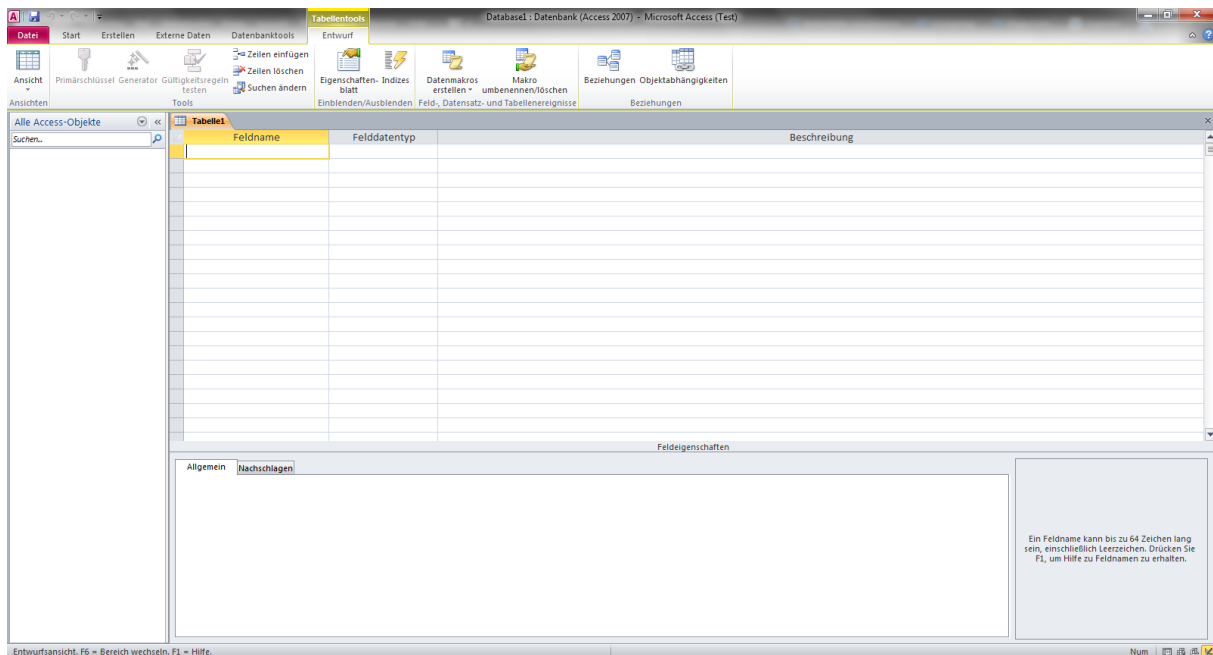 Tabellentools
Database1 : Datenbank (Access 2007) - Microsoft Access (Test)
Datei Start Erstellen Externe Daten Datenbanktools Entwurf
Ansicht
Primärschlüssel
Generator
Gültigkeitsregeln
testen
Zeilen einfügen
Zeilen löschen
Suchen ändern
Eigenschaften-
blatt
Indizes
Datenmakros
erstellen
Makro
umbenennen/löschen
Beziehungen
Objektabhängigkeiten
Ansichten
Tools
Einblenden/Ausblenden
Feld-, Datensatz- und Tabellenereignisse
Beziehungen
Alle Access-Objekte
Suchen...
Tabelle1
Feldname Felddatentyp Beschreibung
Feldeigenschaften
Allgemein Nachschlagen
Ein Feldname kann bis zu 64 Zeichen lang
sein, einschließlich Leerzeichen. Drücken Sie
F1, um Hilfe zu Feldnamen zu erhalten.
Entwurfsansicht. F6 = Bereich wechseln. F1 = Hilfe.
Num